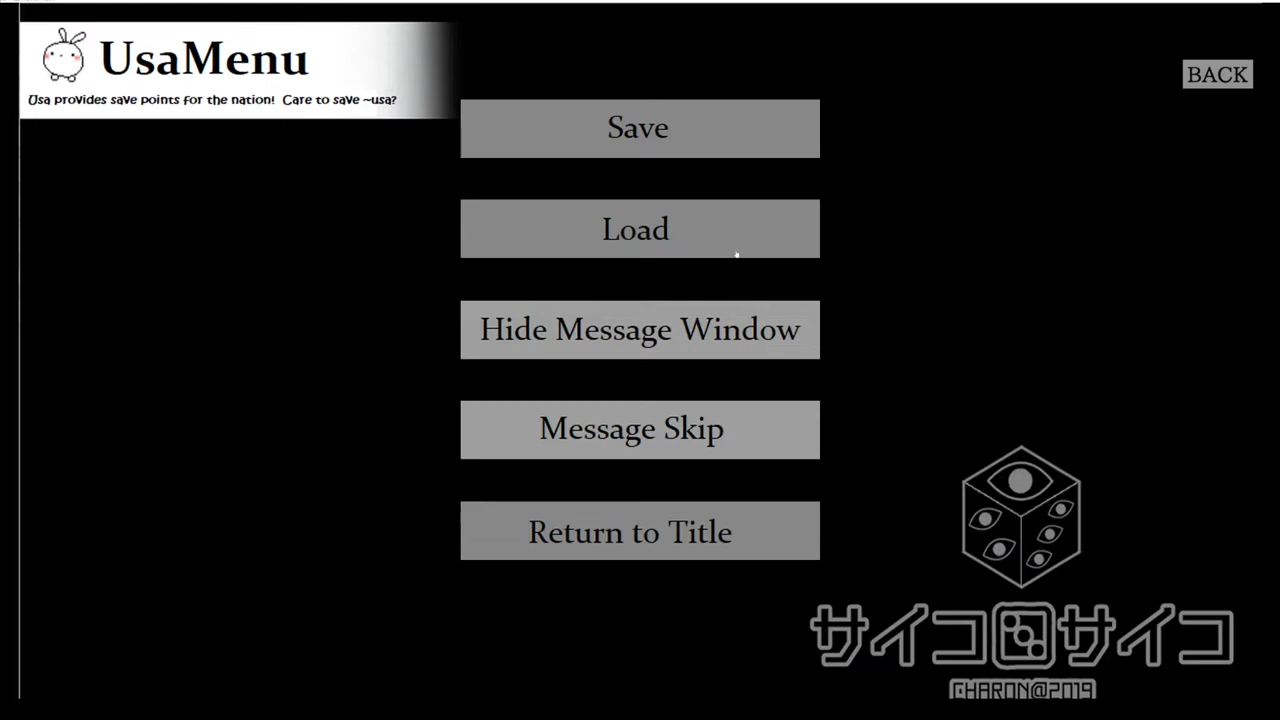 UsaMenu
Usa provides save points for the nation! Care to save ~usa?
BACK
Save
Load
Hide Message Window
Message Skip
Return to Title
サイコロサイコ
CHARON@2019